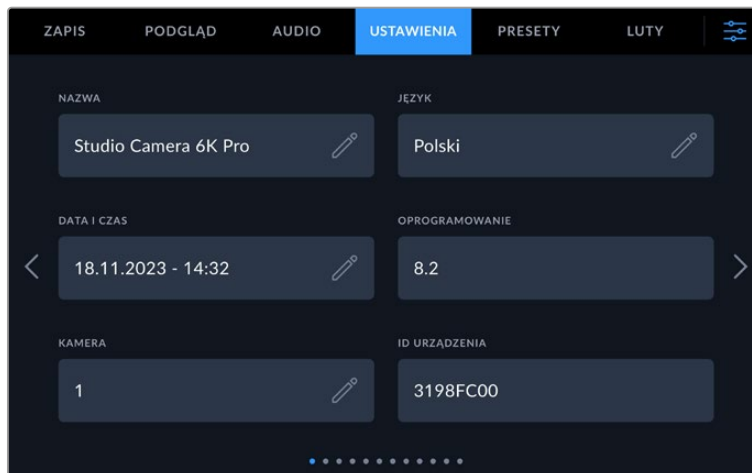 ZAPIS PODGLĄD AUDIO USTAWIENIA PRESETY LUTY
NAZWA JĘZYK
Studio Camera 6K Pro Polski
DATA I CZAS OPROGRAMOWANIE
18.11.2023 - 14:32 8.2
KAMERA ID URZĄDZENIA
1 3198FC00